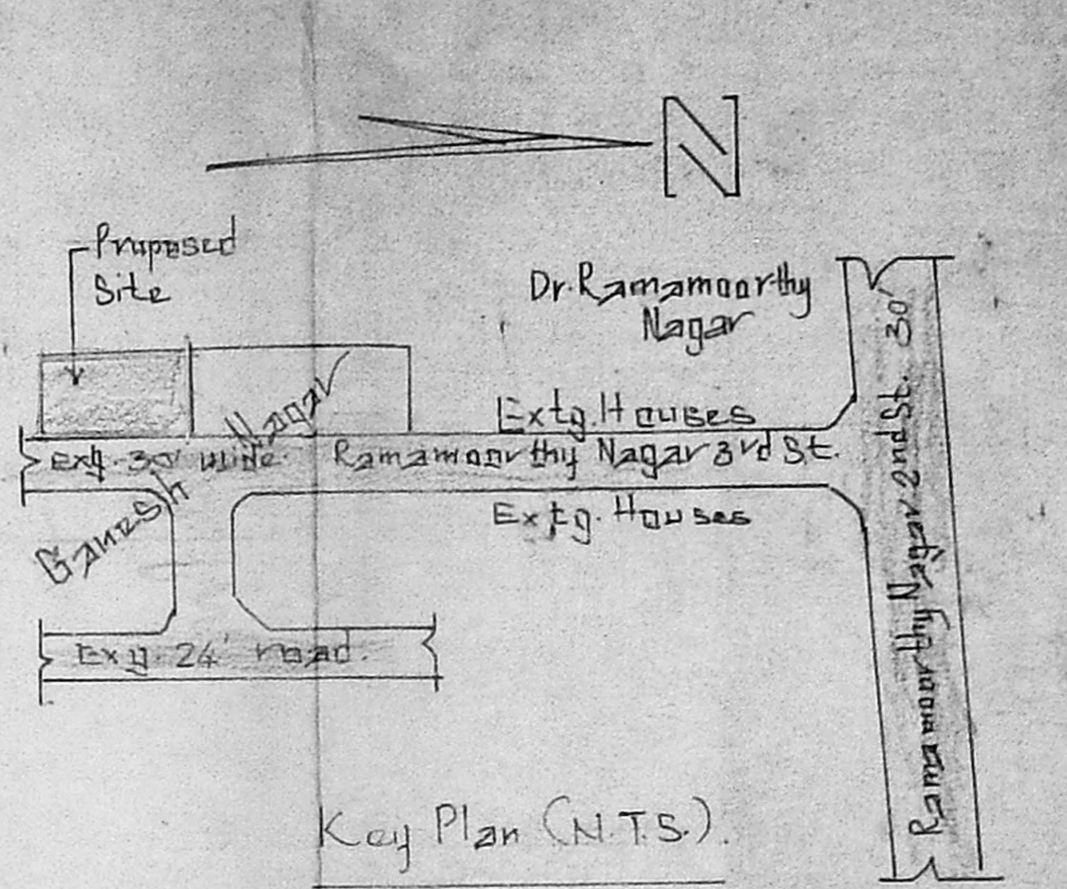 N
Proposed
Site
Dr. Ramamoorthy
Nagar
Extg. Houses
Extg. 30' wide. Ramamoorthy Nagar 3rd St.
Extg. Houses
Ganesh Nagar
Extg. 24' road.
Ramamoorthy Nagar 2nd St. 30'
Key Plan (N.T.S.).